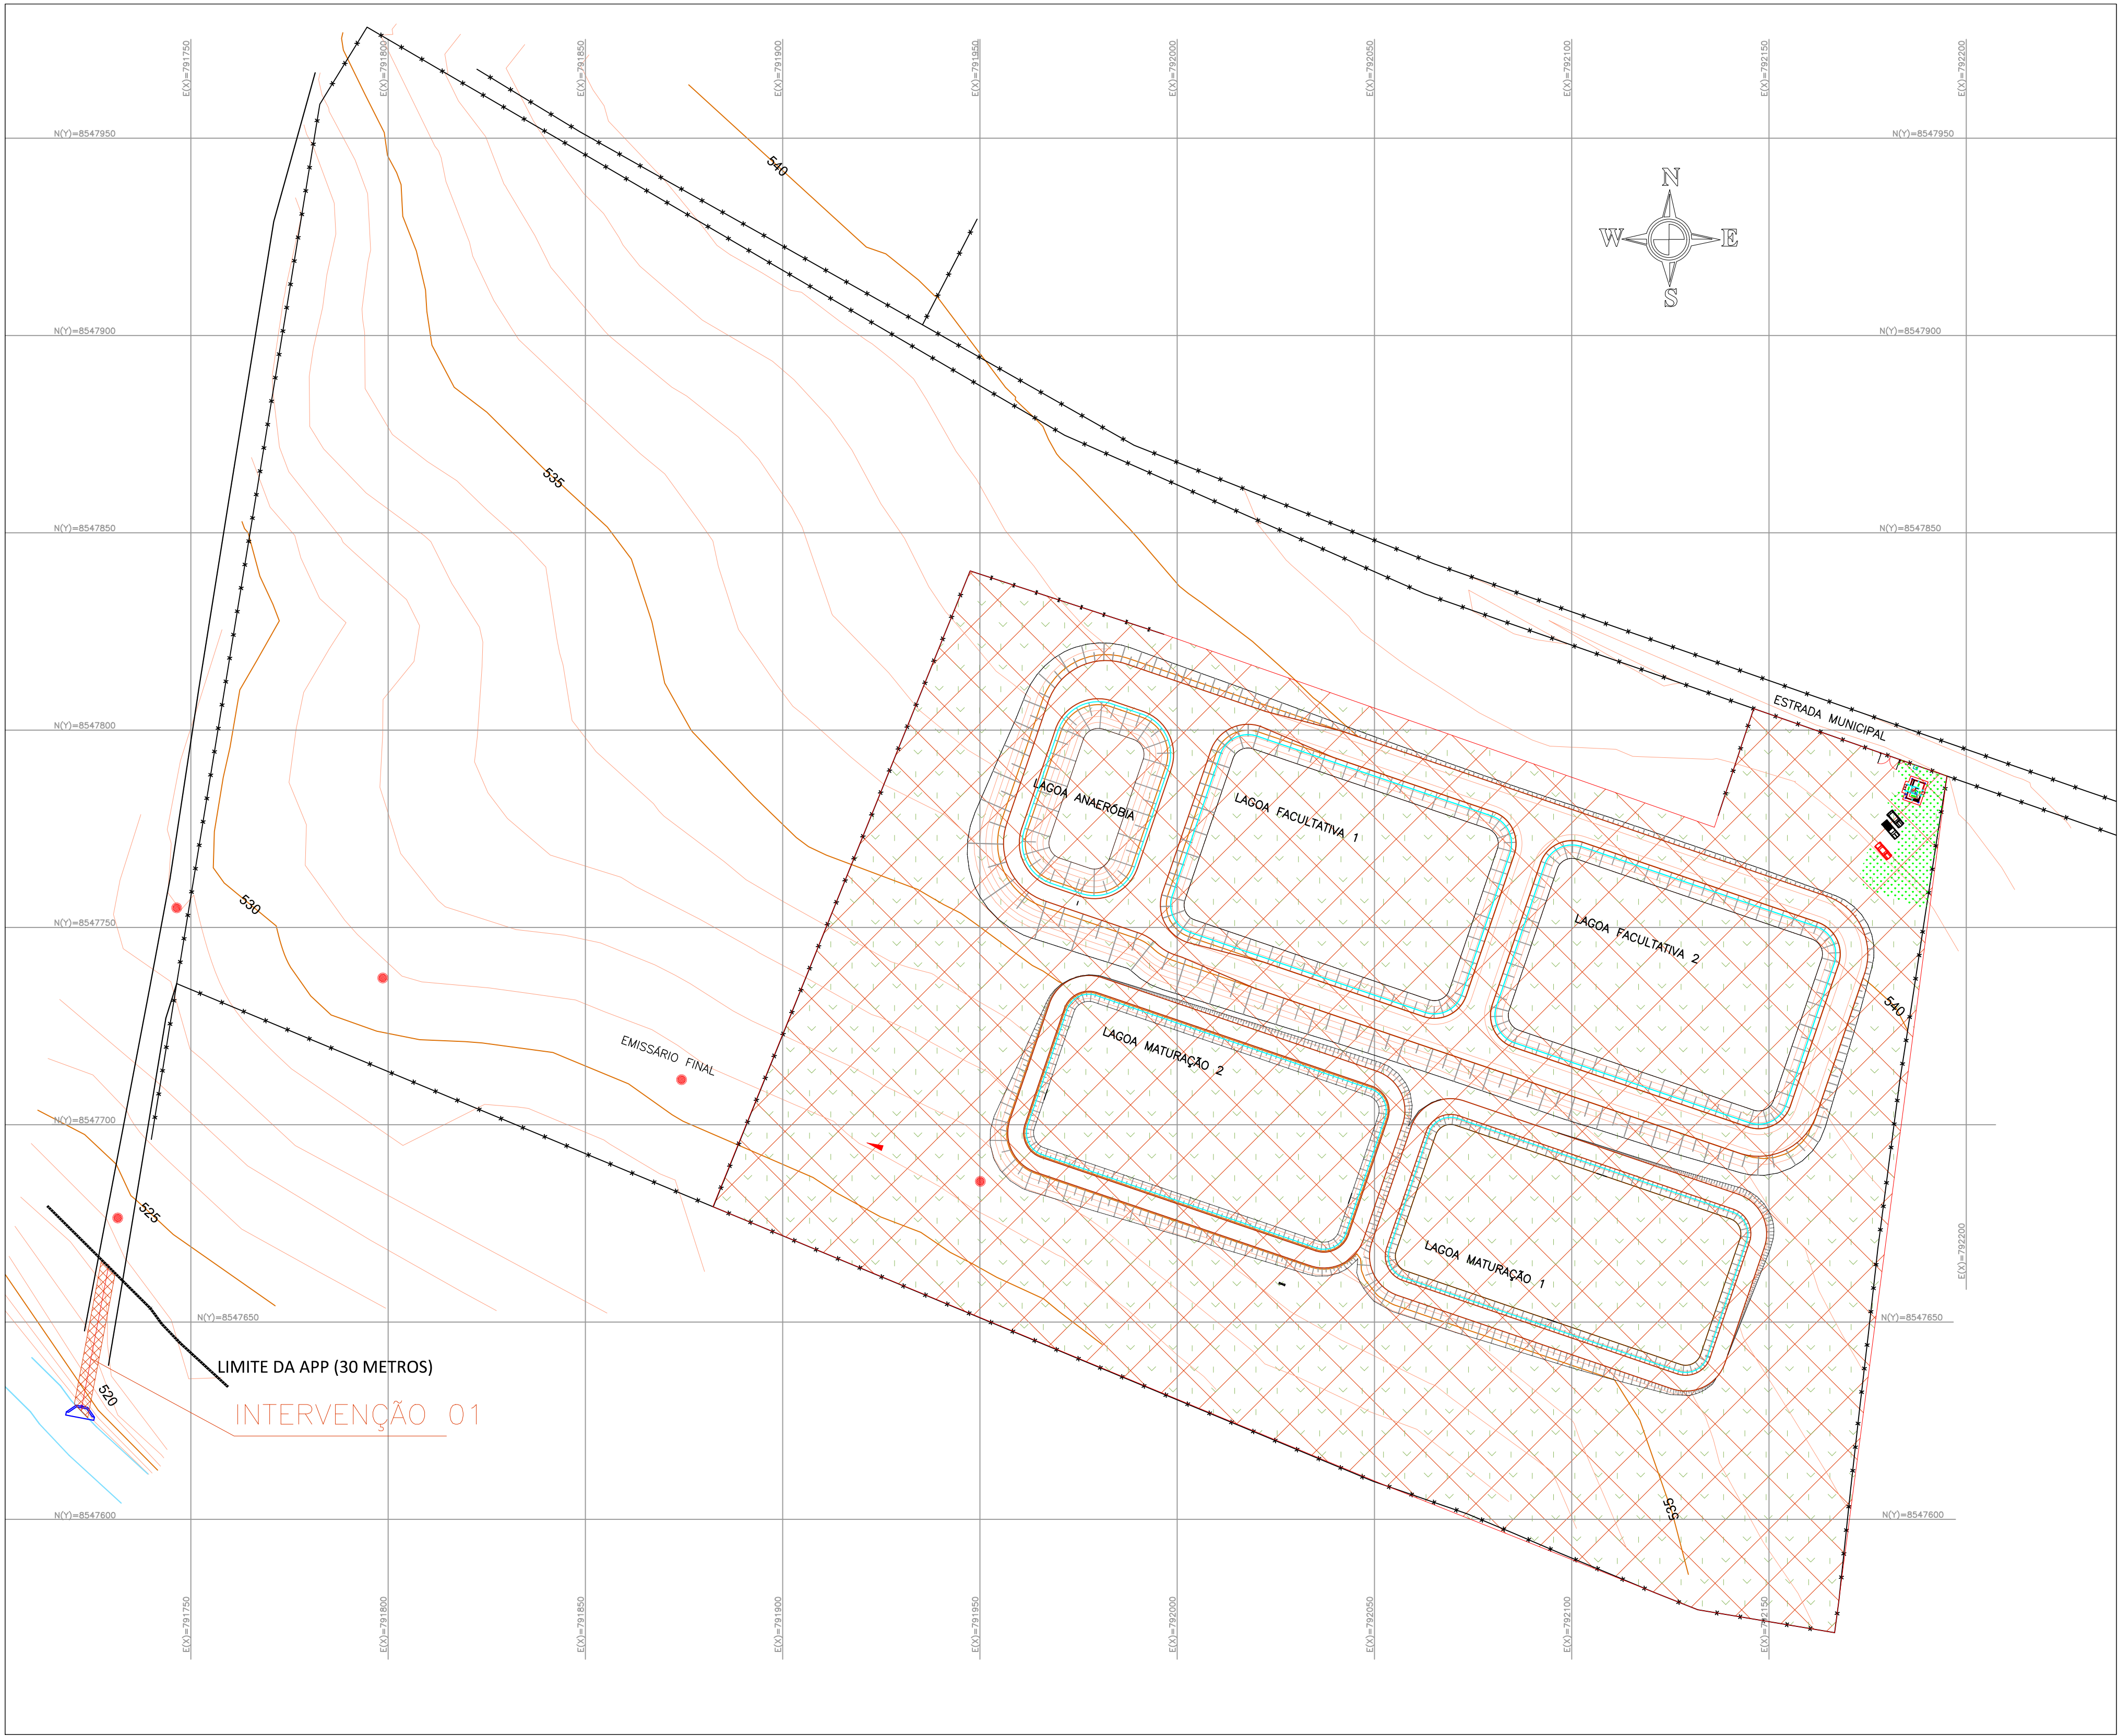 E(X)=791750
E(X)=791800
E(X)=791850
E(X)=791900
E(X)=791950
E(X)=792000
E(X)=792050
E(X)=792100
E(X)=792150
E(X)=792200
N(Y)=8547950
N(Y)=8547950
540
N
W
E
S
N(Y)=8547900
N(Y)=8547900
535
N(Y)=8547850
N(Y)=8547850
ESTRADA MUNICIPAL
N(Y)=8547800
LAGOA ANAERÓBIA
LAGOA FACULTATIVA 1
530
N(Y)=8547750
LAGOA FACULTATIVA 2
540
EMISSÁRIO FINAL
LAGOA MATURAÇÃO 2
N(Y)=8547700
525
LAGOA MATURAÇÃO 1
E(X)=792200
N(Y)=8547650
N(Y)=8547650
LIMITE DA APP (30 METROS)
520
INTERVENÇÃO 01
535
N(Y)=8547600
N(Y)=8547600
E(X)=791750
E(X)=791800
E(X)=791850
E(X)=791900
E(X)=791950
E(X)=792000
E(X)=792050
E(X)=792100
E(X)=792150